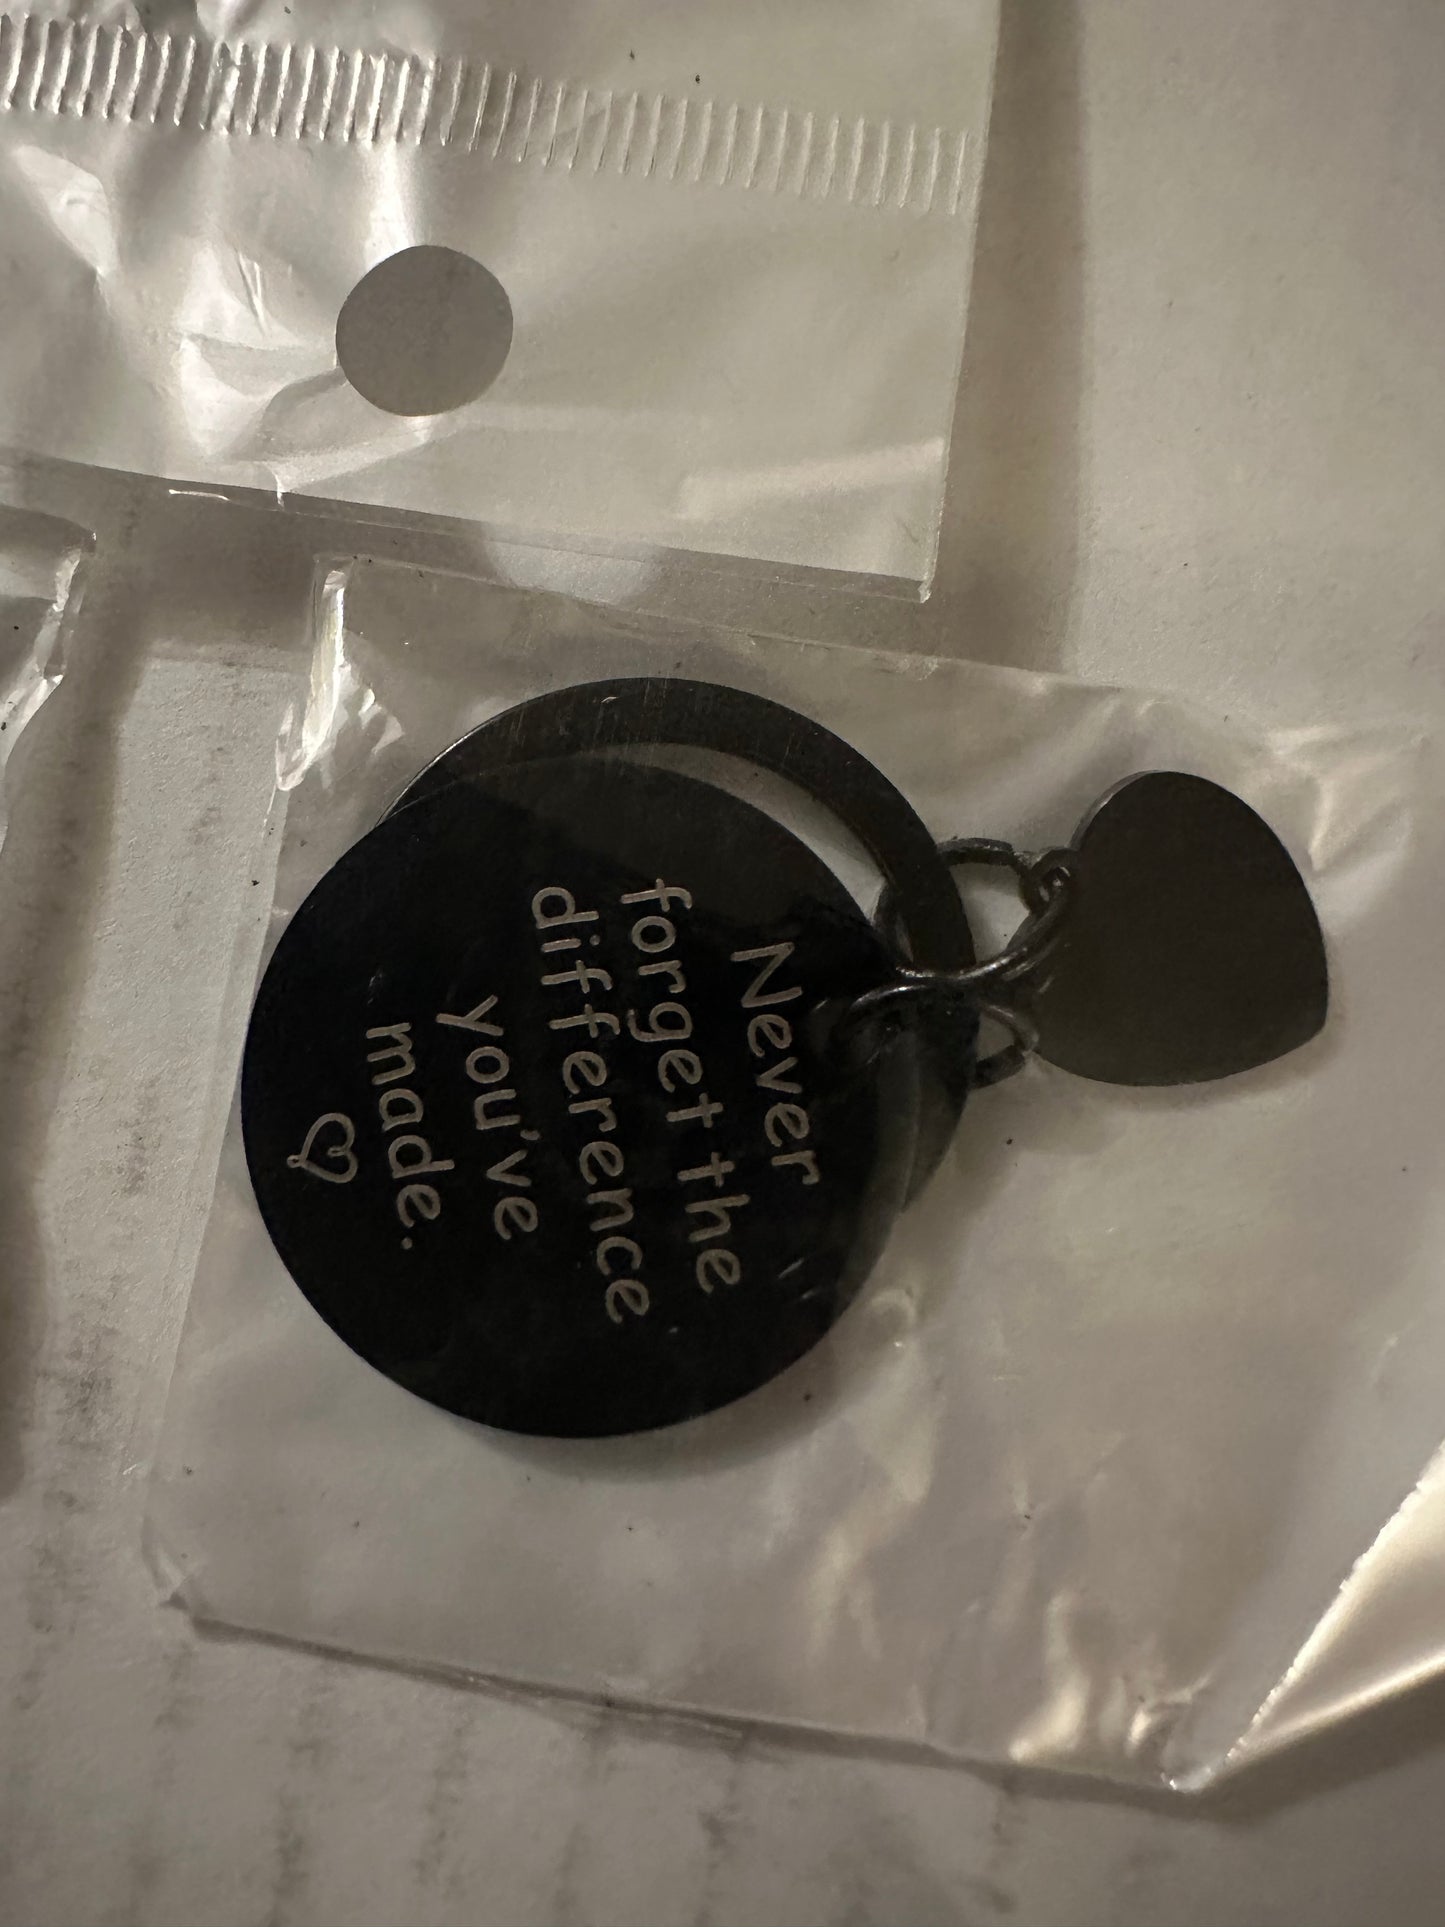 Never
forget the
difference
you've
made.